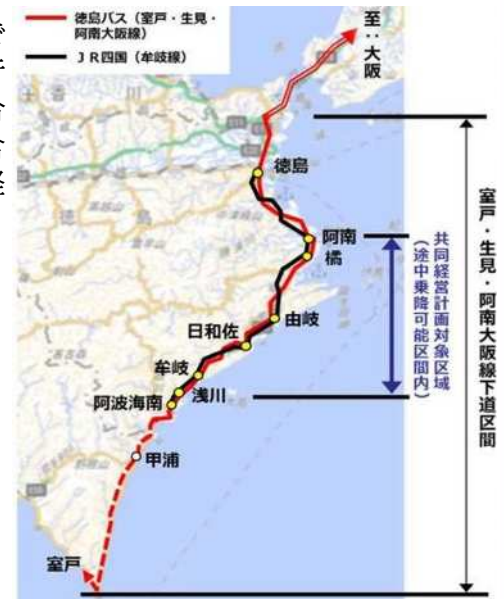 徳島バス（室戸・生見・
阿南大阪線）
ＪＲ四国（牟岐線）
至：大阪
徳島
阿南
橘
由岐
日和佐
牟岐
浅川
阿波海南
甲浦
室戸
共同経営計画対象区域
（途中乗降可能区間内）
室戸・生見・阿南大阪線下道区間